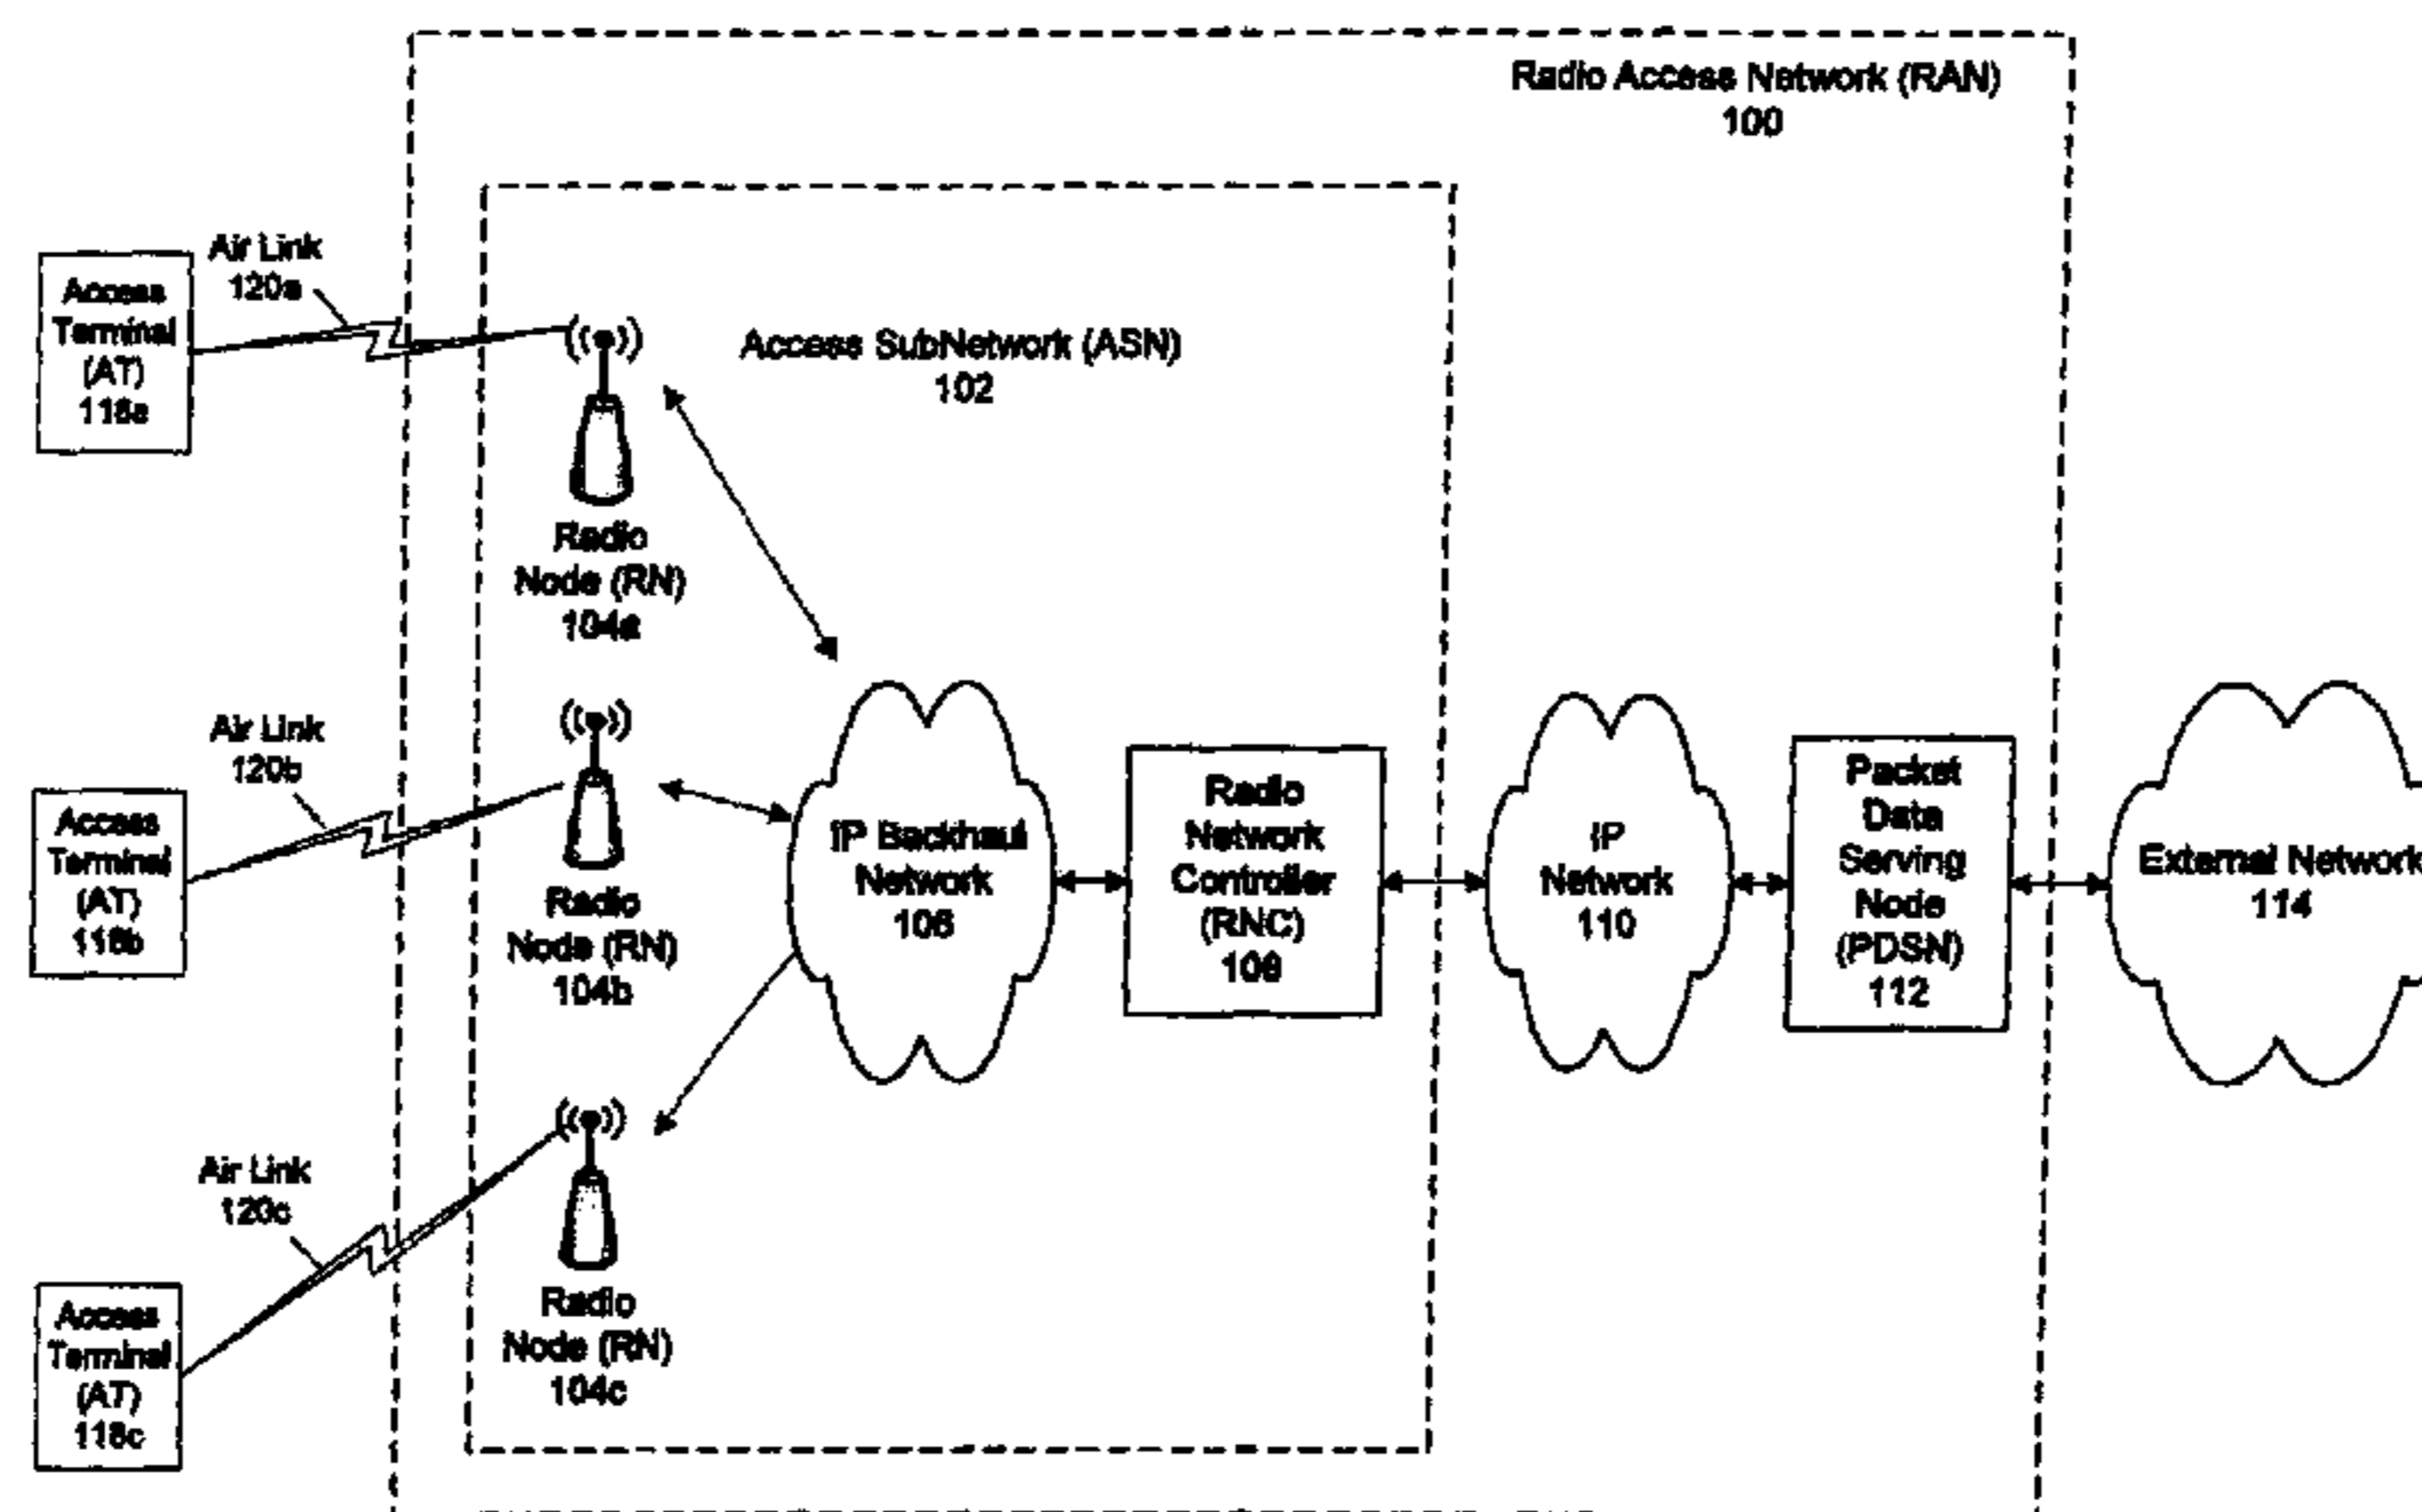 Radio Access Network (RAN)
100
Access SubNetwork (ASN)
102
Air Link
120a
Access
Terminal
(AT)
118a
Radio
Node (RN)
104a
Air Link
120b
Access
Terminal
(AT)
118b
Radio
Node (RN)
104b
IP Backhaul
Network
106
Radio
Network
Controller
(RNC)
108
IP
Network
110
Packet
Data
Serving
Node
(PDSN)
112
External Network
114
Air Link
120c
Access
Terminal
(AT)
118c
Radio
Node (RN)
104c